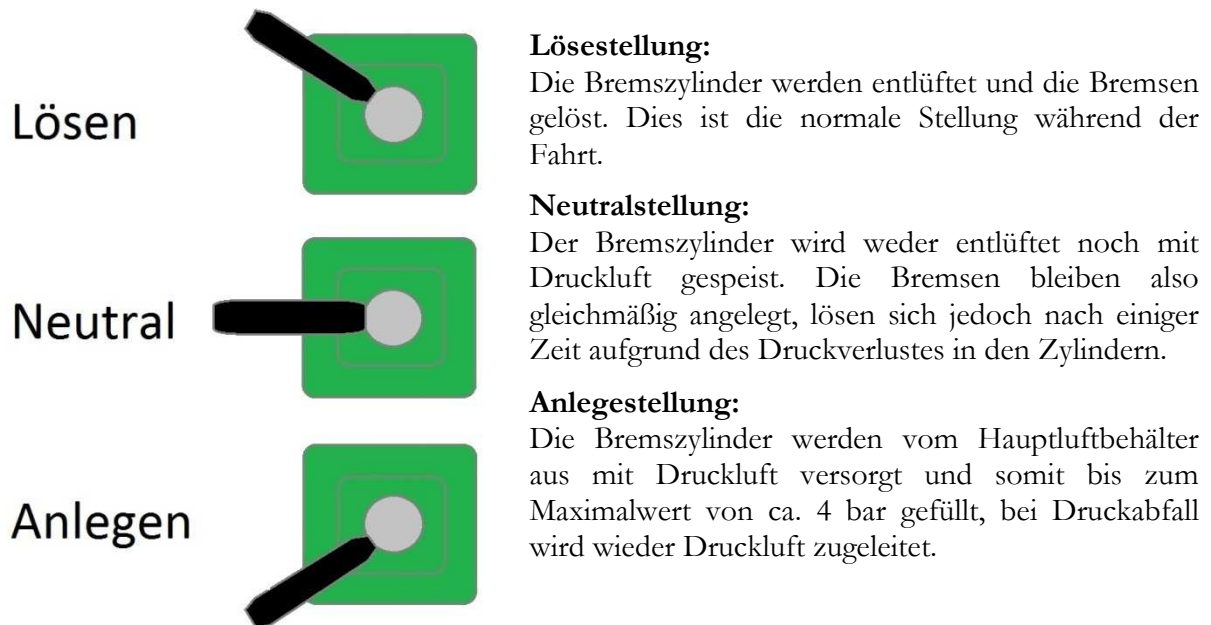 Lösen
Lösestellung:
Die Bremszylinder werden entlüftet und die Bremsen
gelöst. Dies ist die normale Stellung während der
Fahrt.
Neutral
Neutralstellung:
Der Bremszylinder wird weder entlüftet noch mit
Druckluft gespeist. Die Bremsen bleiben also
gleichmäßig angelegt, lösen sich jedoch nach einiger
Zeit aufgrund des Druckverlustes in den Zylindern.
Anlegen
Anlegestellung:
Die Bremszylinder werden vom Hauptluftbehälter
aus mit Druckluft versorgt und somit bis zum
Maximalwert von ca. 4 bar gefüllt, bei Druckabfall
wird wieder Druckluft zugeleitet.